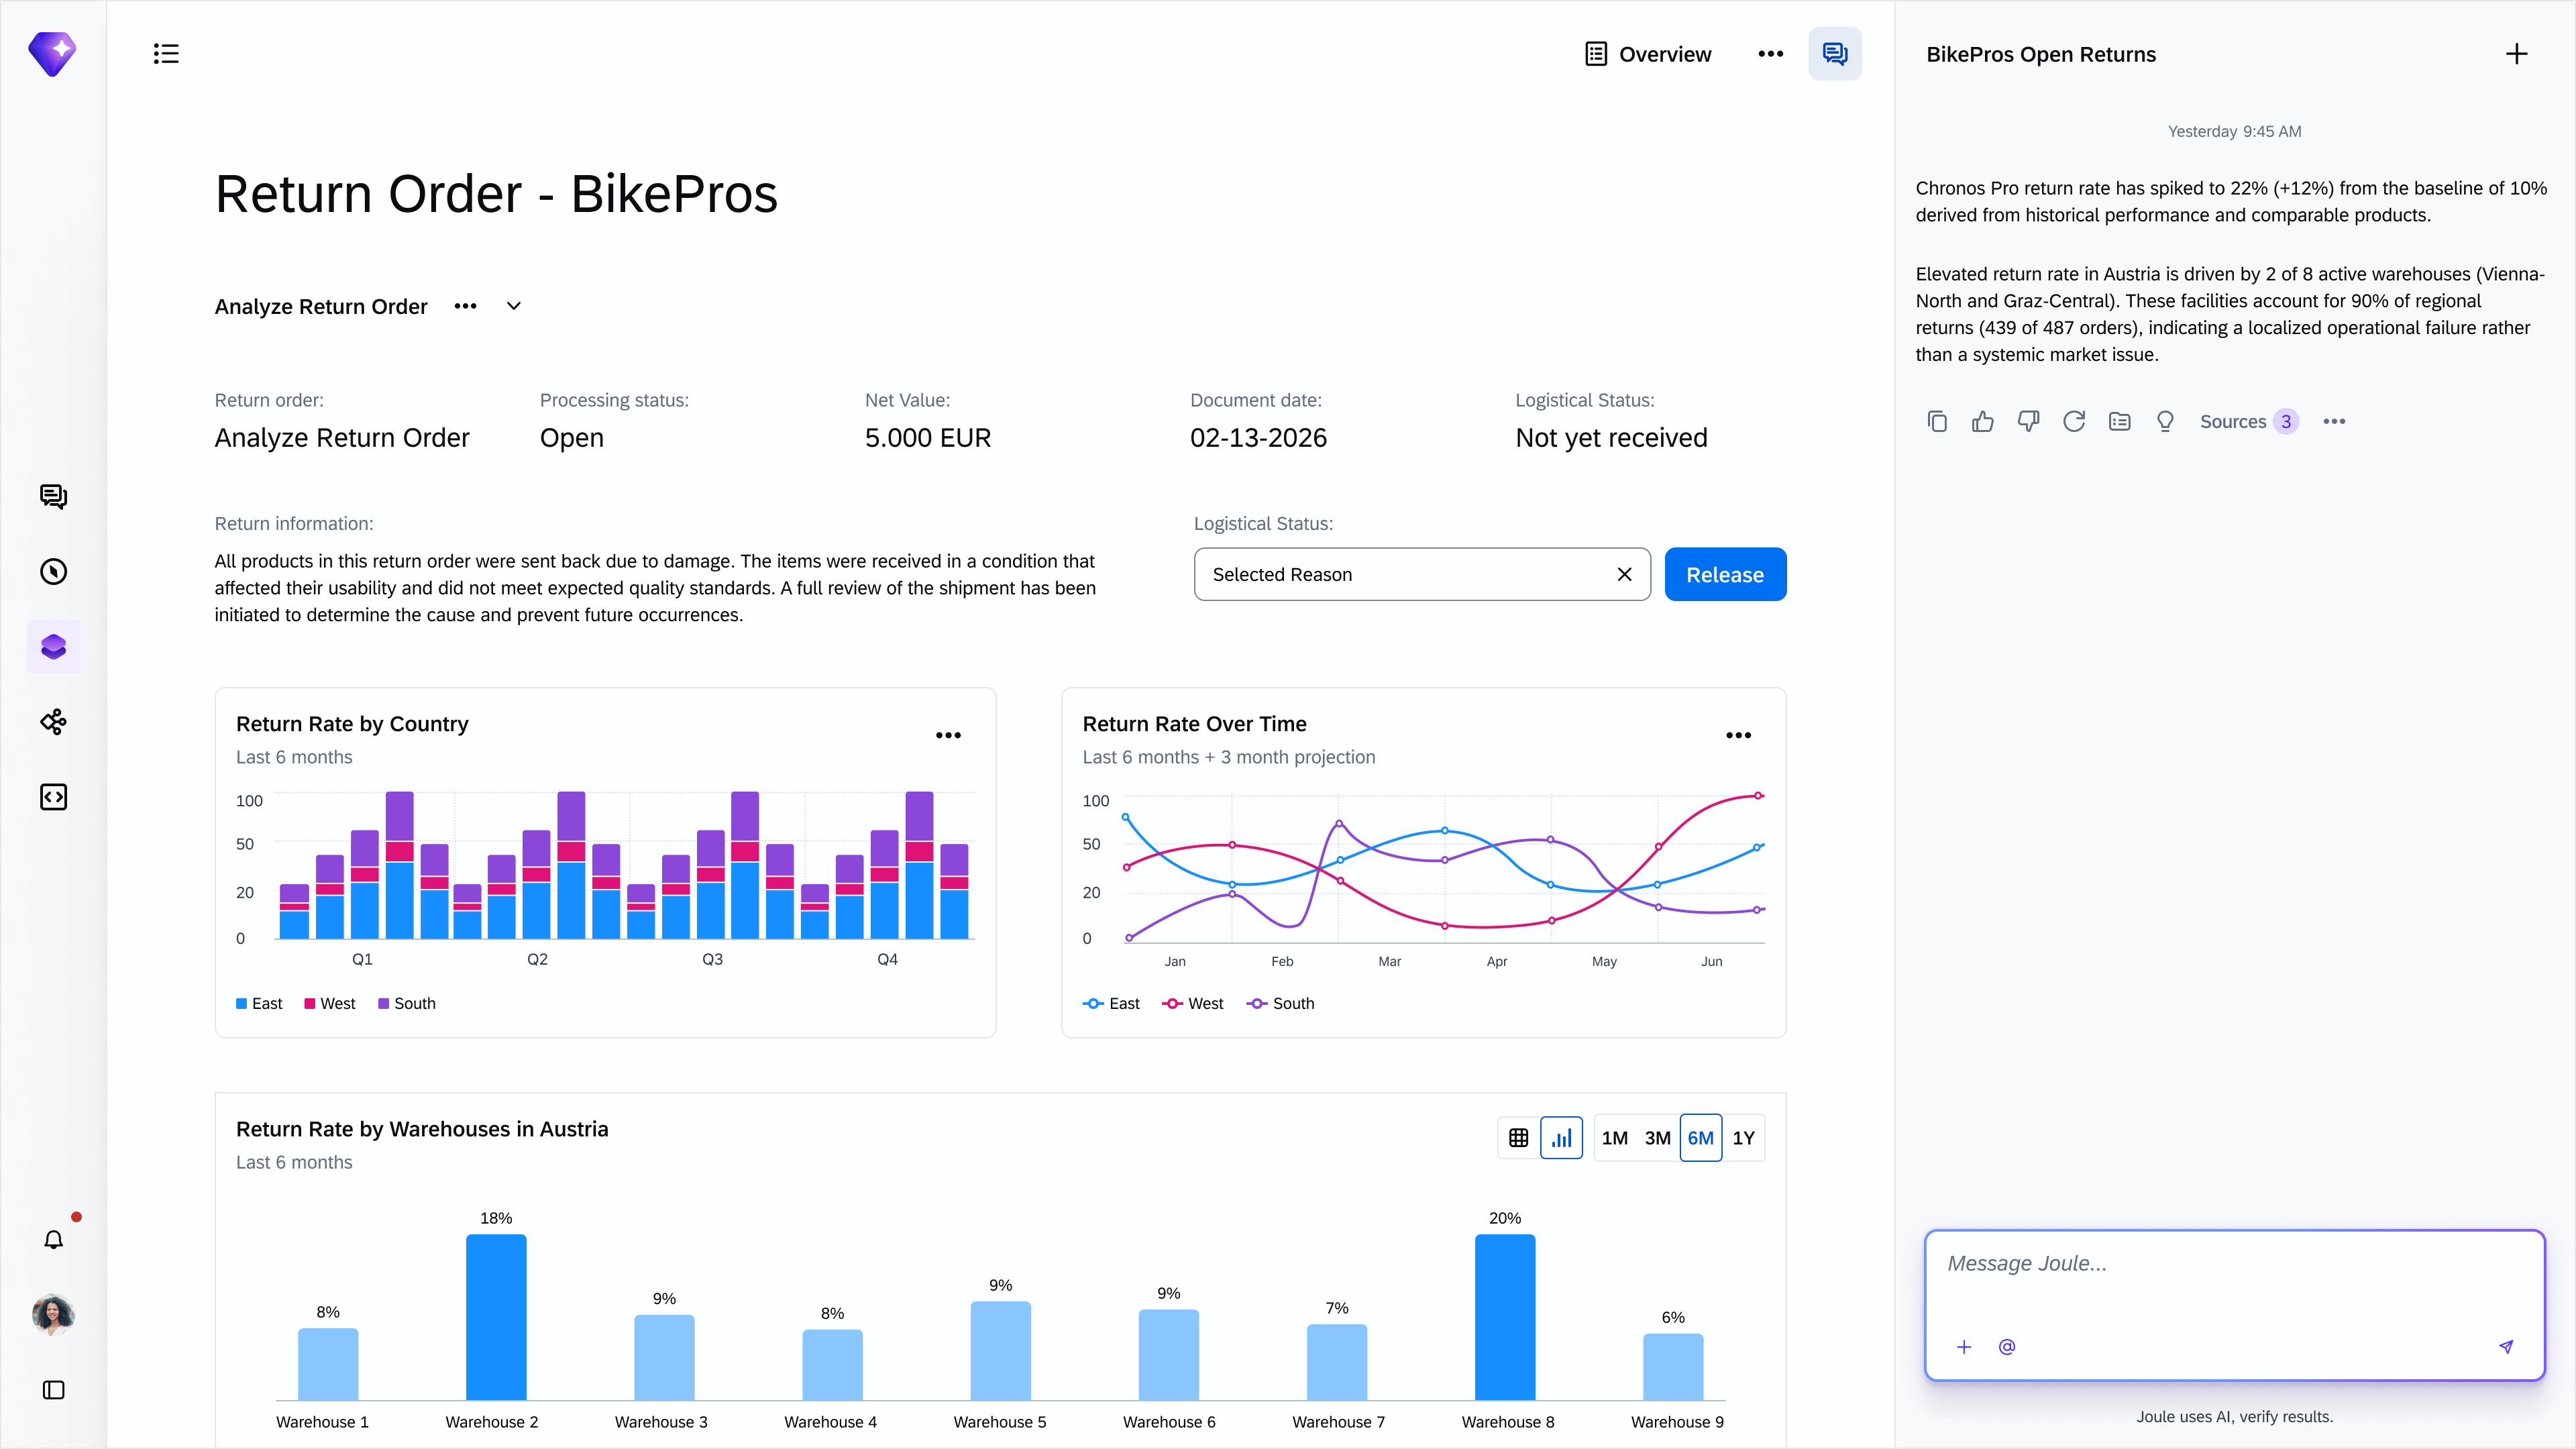 Overview
Return Order - BikePros
Analyze Return Order
Return order:
Analyze Return Order
Processing status:
Open
Net Value:
5.000 EUR
Document date:
02-13-2026
Logistical Status:
Not yet received
Return information:
All products in this return order were sent back due to damage. The items were received in a condition that
affected their usability and did not meet expected quality standards. A full review of the shipment has been
initiated to determine the cause and prevent future occurrences.
Logistical Status:
Selected Reason
Release
Return Rate by Country
Last 6 months
100
50
20
0
Q1 Q2 Q3 Q4
East West South
Return Rate Over Time
Last 6 months + 3 month projection
100
50
20
0
Jan Feb Mar Apr May Jun
East West South
Return Rate by Warehouses in Austria
Last 6 months
1M 3M 6M 1Y
8% 18% 9% 8% 9% 9% 7% 20% 6%
Warehouse 1 Warehouse 2 Warehouse 3 Warehouse 4 Warehouse 5 Warehouse 6 Warehouse 7 Warehouse 8 Warehouse 9
BikePros Open Returns
Yesterday 9:45 AM
Chronos Pro return rate has spiked to 22% (+12%) from the baseline of 10%
derived from historical performance and comparable products.
Elevated return rate in Austria is driven by 2 of 8 active warehouses (Vienna-
North and Graz-Central). These facilities account for 90% of regional
returns (439 of 487 orders), indicating a localized operational failure rather
than a systemic market issue.
Sources 3
Message Joule...
Joule uses AI, verify results.